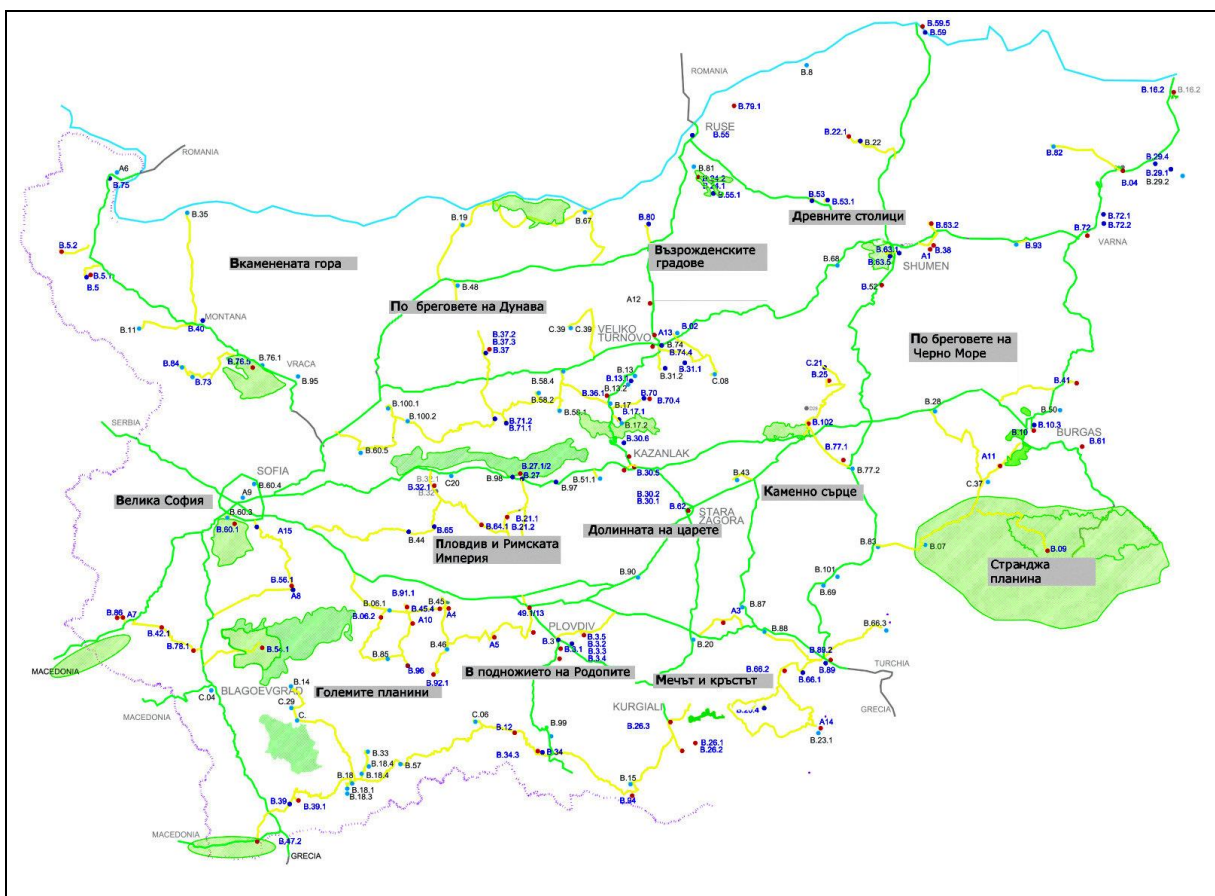 B.59.5
B.59
ROMANIA
B.8
B.16.2
B.16.2
B.79.1
RUSE
B.55
B.22.1
B.22
ROMANIA
B.82
B.29.4
B.29.1
B.29.2
B.04
A6
B.75
B.81
B.24.2
B.24.1
B.55.1
B.53
B.53.1
Древните столици
B.35
B.19
B.67
B.80
B.72.1
B.72.2
B.72
VARNA
B.5.2
B.5.1
B.5
Вкаменената гора
Възрожденските
градове
B.63.2
B.38
A1
B.93
B.63.1
B.63.5
SHUMEN
B.68
B.52
B.48
По бреговете на Дунава
A12
MONTANA
B.40
B.11
C.39
C.39
VELIKO
TURNOVO
A13
B.02
B.74
B.74.4
B.31.1
B.31.2
C.08
B.37.2
B.37.3
B.37
По бреговете на
Черно Море
B.84
B.73
B.76.5
B.76.1
VRACA
B.95
B.58.4
B.58.2
B.58.1
B.13
B.13.1
B.13.2
B.36.1
B.17
B.17.1
B.17.2
B.70
B.70.4
C.21
B.25
B.41
B.100.1
B.100.2
B.71.2
B.71.1
B.28
B.50
B.10
B.10.3
BURGAS
B.61
SERBIA
B.60.5
B.30.6
B.102
KAZANLAK
B.30.5
B.77.1
B.77.2
A11
C.37
SOFIA
B.60.4
A9
B.32.1
C20
B.98
B.27.1/2
B.27
B.97
B.51.1
B.30.2
B.30.1
B.43
Каменно сърце
Велика София
B.60.3
B.60.1
A15
B.44
B.65
B.64.1
B.21.1
B.21.2
Долинната на царете
B.62
STARA
ZAGORA
Пловдив и Римската
Империя
B.83
B.07
B.09
Странджа
планина
B.56.1
A8
B.90
B.101
B.69
B.86
A7
B.42.1
B.78.1
B.06.1
B.06.2
B.91.1
B.45
B.45.4
A4
A10
49.1/13
PLOVDIV
B.3
B.3.1
B.3.5
B.3.2
B.3.3
B.3.4
A3
B.87
B.88
B.66.3
B.54.1
B.85
B.96
B.46
B.92.1
A5
B.20
B.89.2
B.89
TURCHIA
MACEDONIA
В подножието на Родопите
Мечът и кръстът
B.66.2
B.66.1
C.04
BLAGOEVGRAD
B.14
C.29
C.
Големите планини
KURGIALI
GRECIA
MACEDONIA
C.06
B.12
B.99
B.26.3
B.26.1
B.26.2
A14
B.23.1
B.34.3
B.34
B.33
B.18.4
B.18.4
B.57
B.18
B.18.1
B.18.3
B.15
B.94
B.39
B.39.1
MACEDONIA
B.47.2
GRECIA